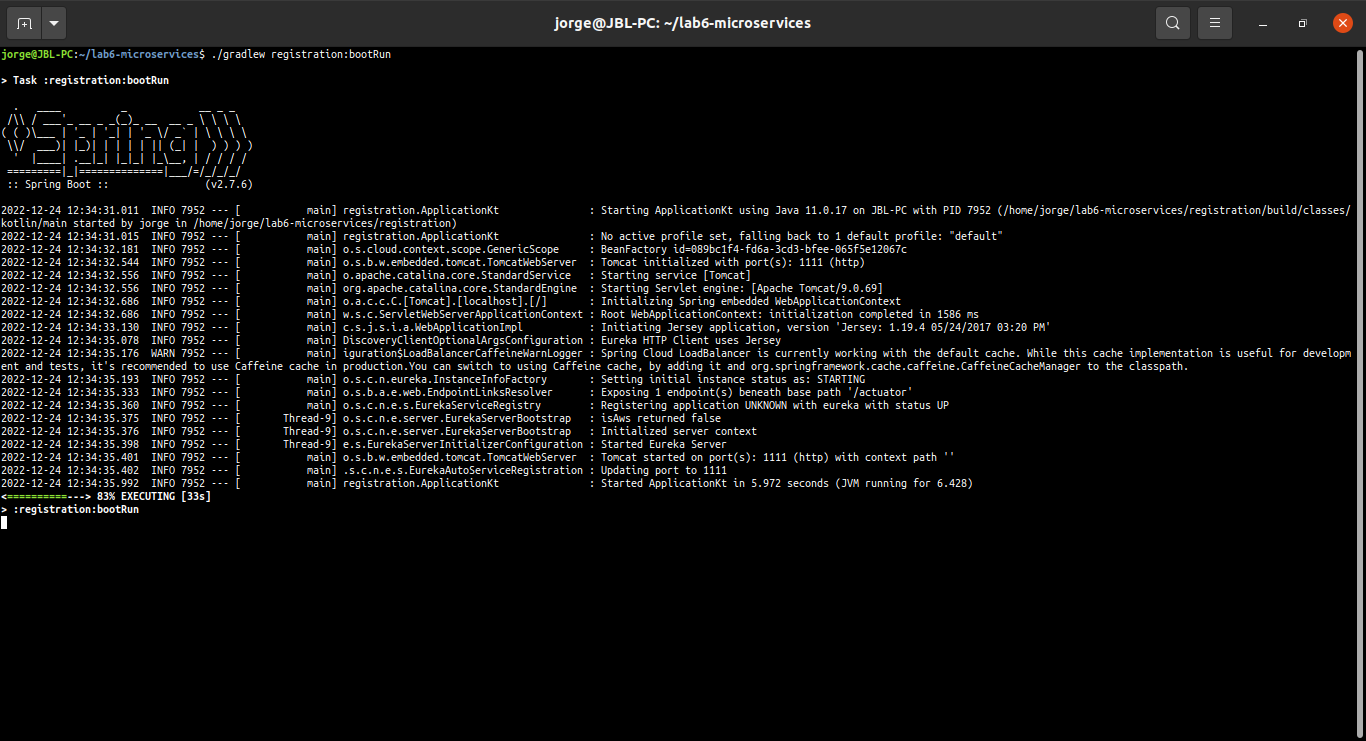 jorge@JBL-PC: ~/lab6-microservices
jorge@JBL-PC:~/lab6-microservices$ ./gradlew registration:bootRun
> Task :registration:bootRun
  .   ____          _            __ _ _
 /\\ / ___'_ __ _ _(_)_ __  __ _ \ \ \ \
( ( )\___ | '_ | '_| | '_ \/ _` | \ \ \ \
 \\/  ___)| |_)| | | | | || (_| |  ) ) ) )
  '  |____| .__|_| |_|_| |_\__, | / / / /
 =========|_|==============|___/=/_/_/_/
 :: Spring Boot ::                (v2.7.6)
2022-12-24 12:34:31.011  INFO 7952 --- [           main] registration.ApplicationKt               : Starting ApplicationKt using Java 11.0.17 on JBL-PC with PID 7952 (/home/jorge/lab6-microservices/registration/build/classes/
kotlin/main started by jorge in /home/jorge/lab6-microservices/registration)
2022-12-24 12:34:31.015  INFO 7952 --- [           main] registration.ApplicationKt               : No active profile set, falling back to 1 default profile: "default"
2022-12-24 12:34:32.181  INFO 7952 --- [           main] o.s.cloud.context.scope.GenericScope     : BeanFactory id=089bc1f4-fd6a-3cd3-bfee-065f5e12067c
2022-12-24 12:34:32.544  INFO 7952 --- [           main] o.s.b.w.embedded.tomcat.TomcatWebServer  : Tomcat initialized with port(s): 1111 (http)
2022-12-24 12:34:32.556  INFO 7952 --- [           main] o.apache.catalina.core.StandardService   : Starting service [Tomcat]
2022-12-24 12:34:32.556  INFO 7952 --- [           main] org.apache.catalina.core.StandardEngine  : Starting Servlet engine: [Apache Tomcat/9.0.69]
2022-12-24 12:34:32.686  INFO 7952 --- [           main] o.a.c.c.C.[Tomcat].[localhost].[/]       : Initializing Spring embedded WebApplicationContext
2022-12-24 12:34:32.686  INFO 7952 --- [           main] w.s.c.ServletWebServerApplicationContext : Root WebApplicationContext: initialization completed in 1586 ms
2022-12-24 12:34:33.130  INFO 7952 --- [           main] c.s.j.s.i.a.WebApplicationImpl           : Initiating Jersey application, version 'Jersey: 1.19.4 05/24/2017 03:20 PM'
2022-12-24 12:34:35.078  INFO 7952 --- [           main] DiscoveryClientOptionalArgsConfiguration : Eureka HTTP Client uses Jersey
2022-12-24 12:34:35.176  WARN 7952 --- [           main] iguration$LoadBalancerCaffeineWarnLogger : Spring Cloud LoadBalancer is currently working with the default cache. While this cache implementation is useful for developm
ent and tests, it's recommended to use Caffeine cache in production.You can switch to using Caffeine cache, by adding it and org.springframework.cache.caffeine.CaffeineCacheManager to the classpath.
2022-12-24 12:34:35.193  INFO 7952 --- [           main] o.s.c.n.eureka.InstanceInfoFactory       : Setting initial instance status as: STARTING
2022-12-24 12:34:35.333  INFO 7952 --- [           main] o.s.b.a.e.web.EndpointLinksResolver      : Exposing 1 endpoint(s) beneath base path '/actuator'
2022-12-24 12:34:35.360  INFO 7952 --- [           main] o.s.c.n.e.s.EurekaServiceRegistry        : Registering application UNKNOWN with eureka with status UP
2022-12-24 12:34:35.375  INFO 7952 --- [       Thread-9] o.s.c.n.e.server.EurekaServerBootstrap   : isAws returned false
2022-12-24 12:34:35.376  INFO 7952 --- [       Thread-9] o.s.c.n.e.server.EurekaServerBootstrap   : Initialized server context
2022-12-24 12:34:35.398  INFO 7952 --- [       Thread-9] e.s.EurekaServerInitializerConfiguration : Started Eureka Server
2022-12-24 12:34:35.401  INFO 7952 --- [           main] o.s.b.w.embedded.tomcat.TomcatWebServer  : Tomcat started on port(s): 1111 (http) with context path ''
2022-12-24 12:34:35.402  INFO 7952 --- [           main] .s.c.n.e.s.EurekaAutoServiceRegistration : Updating port to 1111
2022-12-24 12:34:35.992  INFO 7952 --- [           main] registration.ApplicationKt               : Started ApplicationKt in 5.972 seconds (JVM running for 6.428)
<==========---> 83% EXECUTING [33s]
> :registration:bootRun